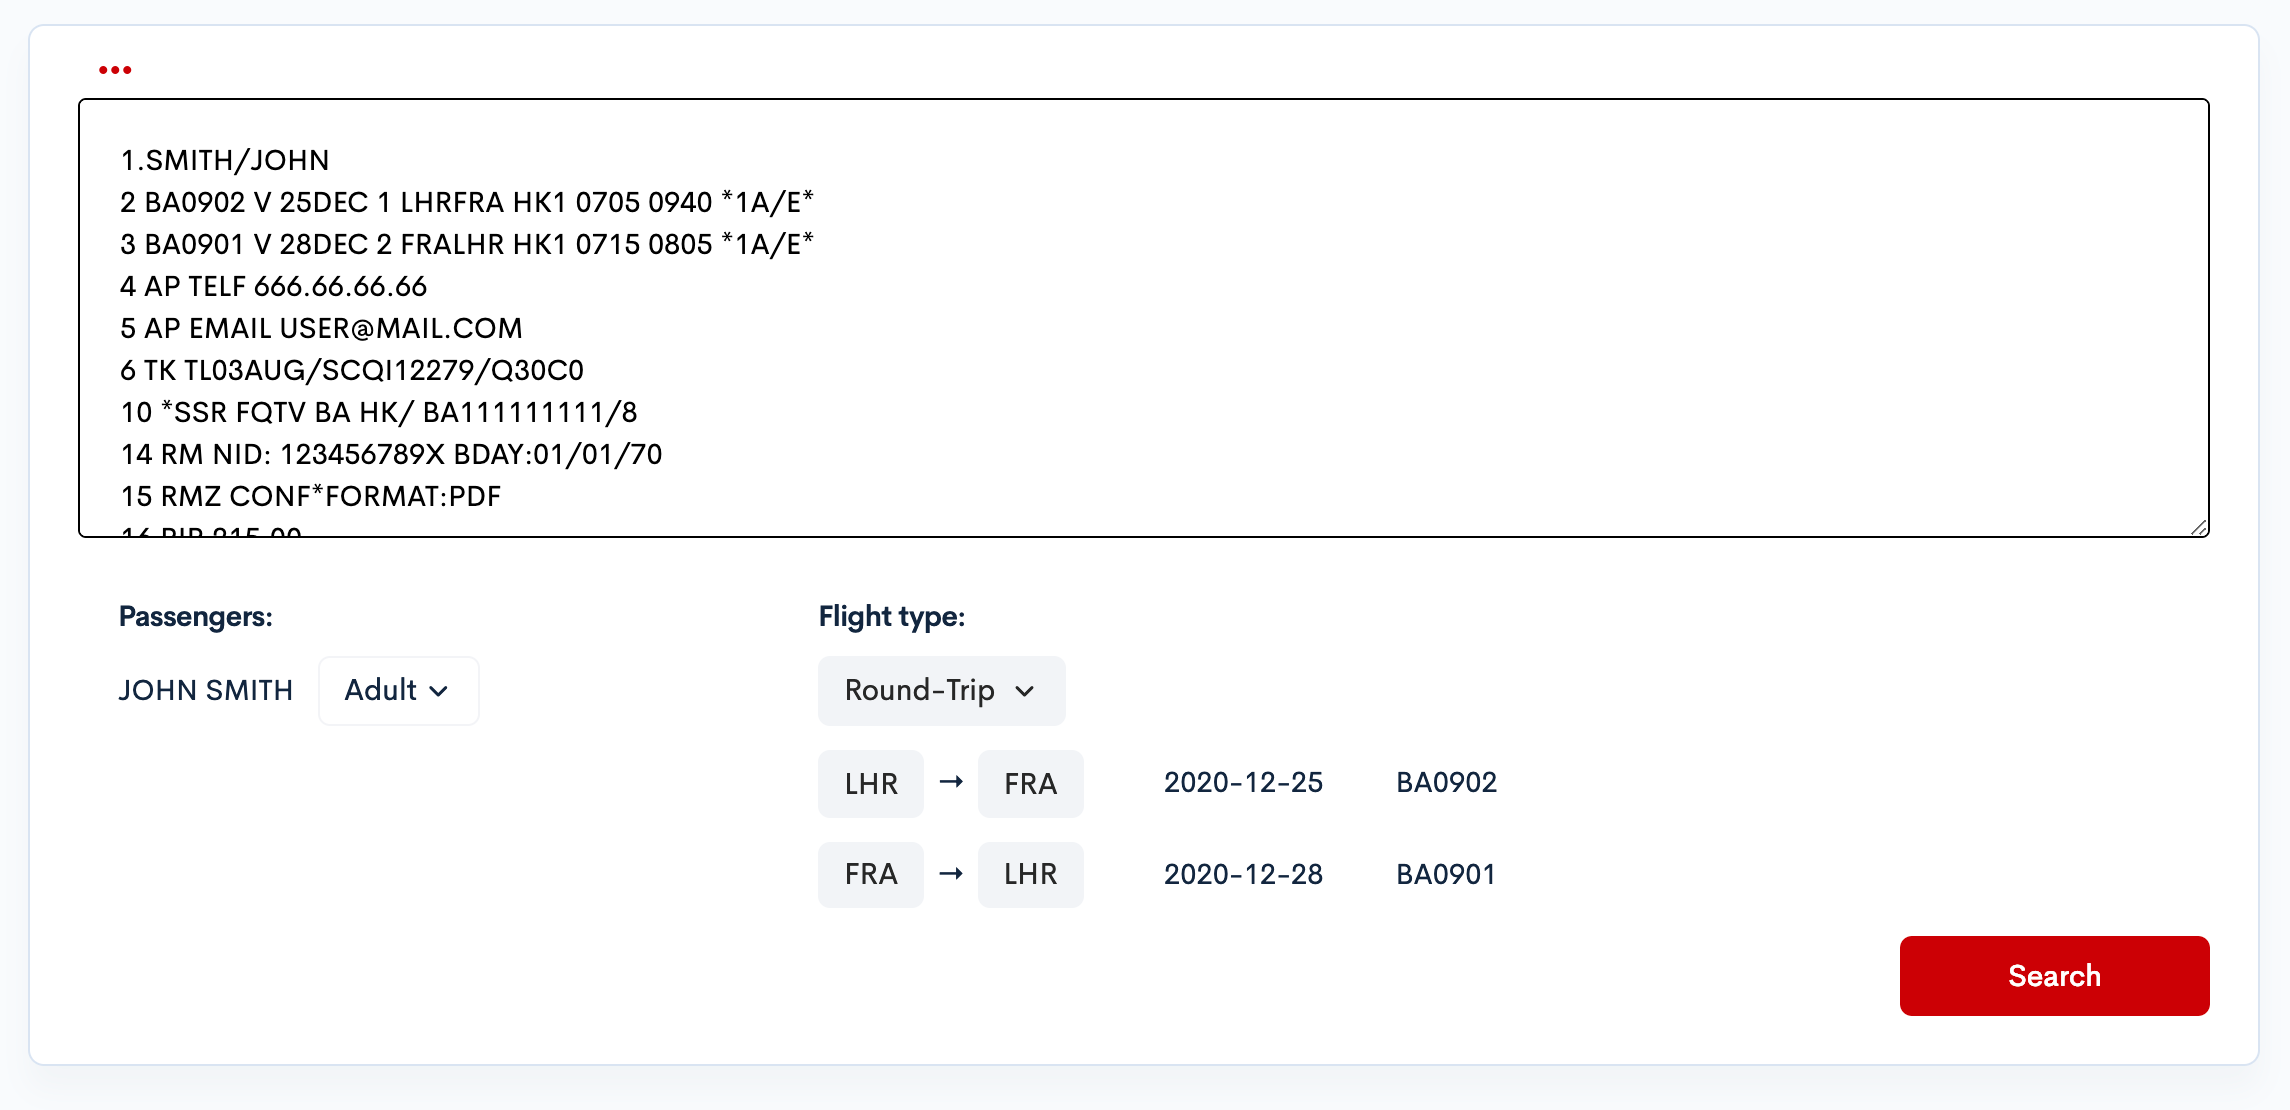 1.SMITH/JOHN
2 BA0902 V 25DEC 1 LHRFRA HK1 0705 0940 *1A/E*
3 BA0901 V 28DEC 2 FRALHR HK1 0715 0805 *1A/E*
4 AP TELF 666.66.66.66
5 AP EMAIL USER@MAIL.COM
6 TK TL03AUG/SCQI12279/Q30C0
10 *SSR FQTV BA HK/ BA111111111/8
14 RM NID: 123456789X BDAY:01/01/70
15 RMZ CONF*FORMAT:PDF
Passengers:
JOHN SMITH Adult
Flight type:
Round-Trip
LHR → FRA 2020-12-25 BA0902
FRA → LHR 2020-12-28 BA0901
Search